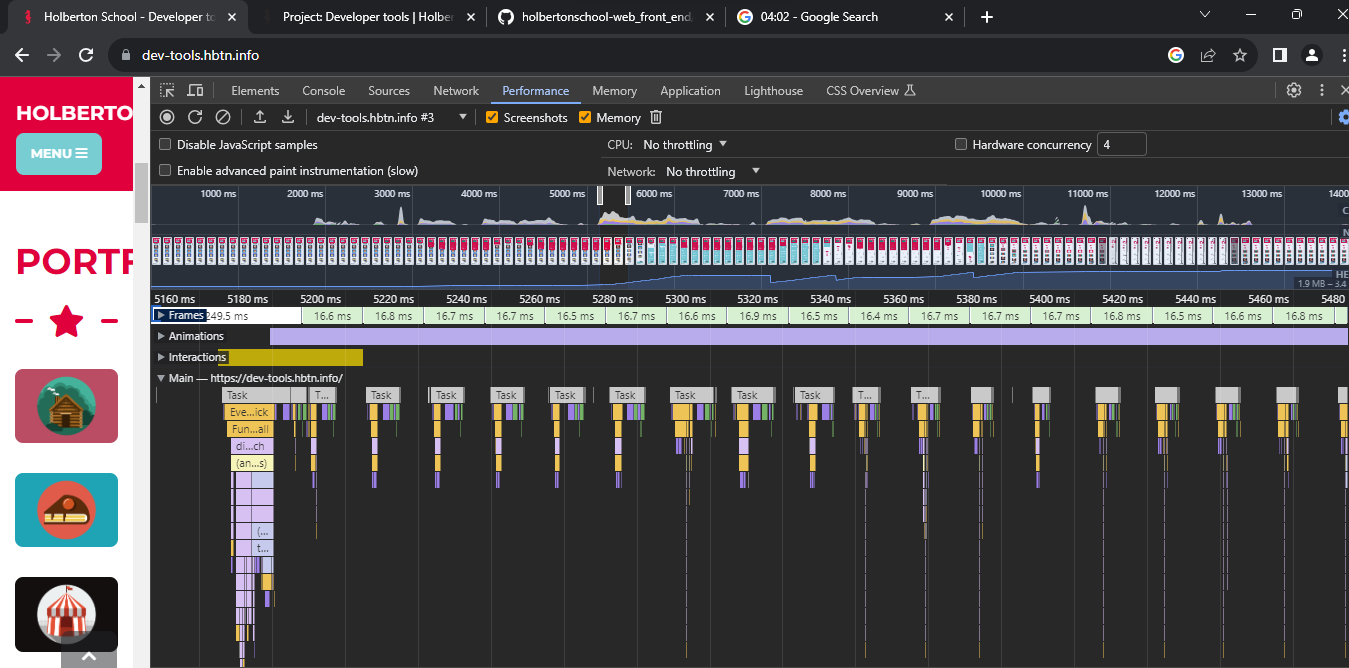 Holberton School - Developer to
Project: Developer tools | Holber
holbertonschool-web_front_end
04:02 - Google Search
dev-tools.hbtn.info
HOLBERTO
MENU
PORTF
Elements Console Sources Network Performance Memory Application Lighthouse CSS Overview
dev-tools.hbtn.info #3 Screenshots Memory
Disable JavaScript samples CPU: No throttling Hardware concurrency 4
Enable advanced paint instrumentation (slow) Network: No throttling
1000 ms 2000 ms 3000 ms 4000 ms 5000 ms 6000 ms 7000 ms 8000 ms 9000 ms 10000 ms 11000 ms 12000 ms 13000 ms 1400
C
N
HE
1.9 MB – 3.4
5160 ms 5180 ms 5200 ms 5220 ms 5240 ms 5260 ms 5280 ms 5300 ms 5320 ms 5340 ms 5360 ms 5380 ms 5400 ms 5420 ms 5440 ms 5460 ms 5480
Frames 249.5 ms 16.6 ms 16.8 ms 16.7 ms 16.7 ms 16.5 ms 16.7 ms 16.6 ms 16.9 ms 16.5 ms 16.4 ms 16.7 ms 16.7 ms 16.7 ms 16.8 ms 16.5 ms 16.6 ms 16.8 ms
Animations
Interactions
Main — https://dev-tools.hbtn.info/
Task T... Task Task Task Task Task Task Task Task T... T...
Eve...ick
Fun...all
di...ch
(an...s)
(...
t...